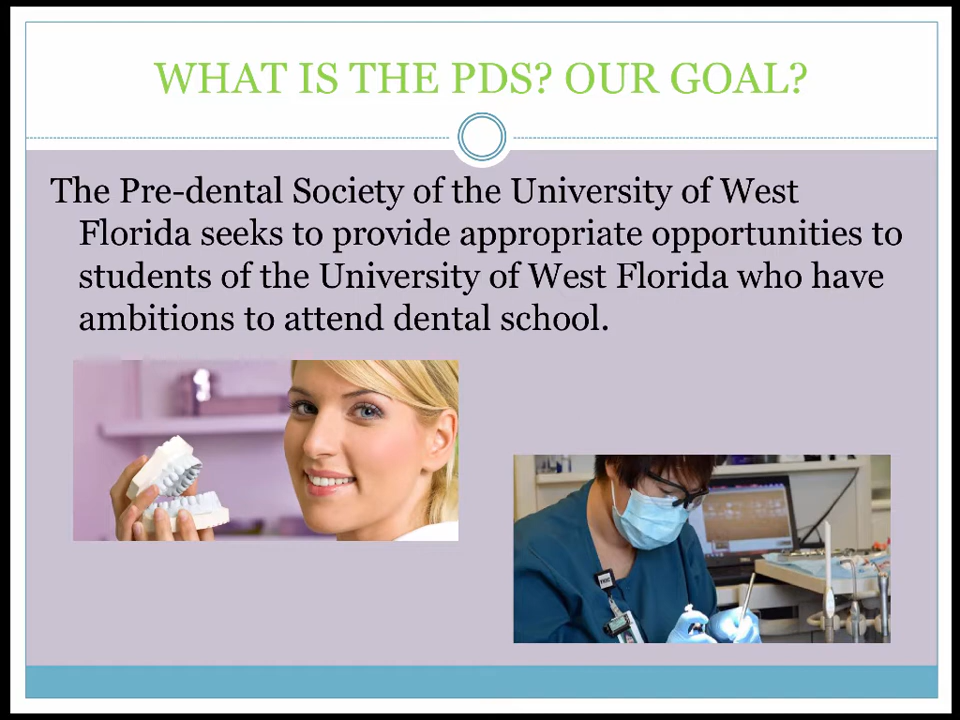 WHAT IS THE PDS? OUR GOAL?
The Pre-dental Society of the University of West
Florida seeks to provide appropriate opportunities to
students of the University of West Florida who have
ambitions to attend dental school.